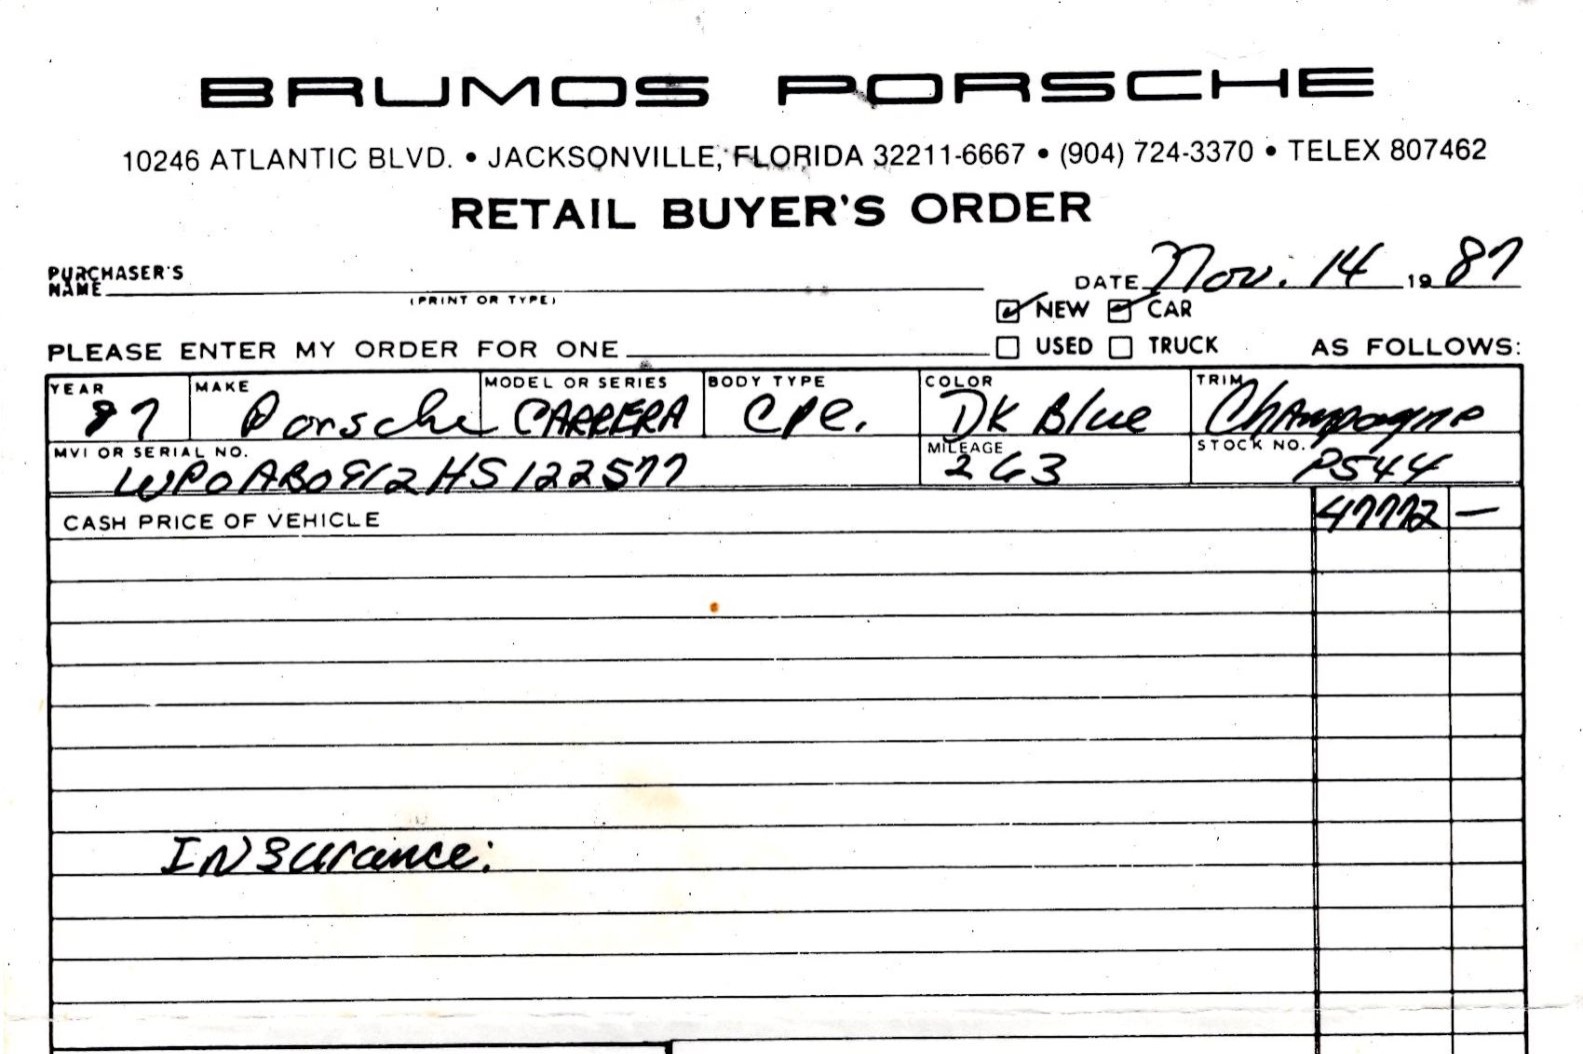 BRUMOS PORSCHE
10246 ATLANTIC BLVD. • JACKSONVILLE, FLORIDA 32211-6667 • (904) 724-3370 • TELEX 807462
RETAIL BUYER'S ORDER
PURCHASER'S NAME (PRINT OR TYPE) DATE Nov. 14 19 87
☑ NEW ☑ CAR
PLEASE ENTER MY ORDER FOR ONE ☐ USED ☐ TRUCK AS FOLLOWS:
YEAR MAKE MODEL OR SERIES BODY TYPE COLOR TRIM
87 Porsche CARRERA Cpe. DK Blue Champagne
MVI OR SERIAL NO. MILEAGE STOCK NO.
WP0AB0912HS122577 263 P544
CASH PRICE OF VEHICLE 47772 —
INSurance: